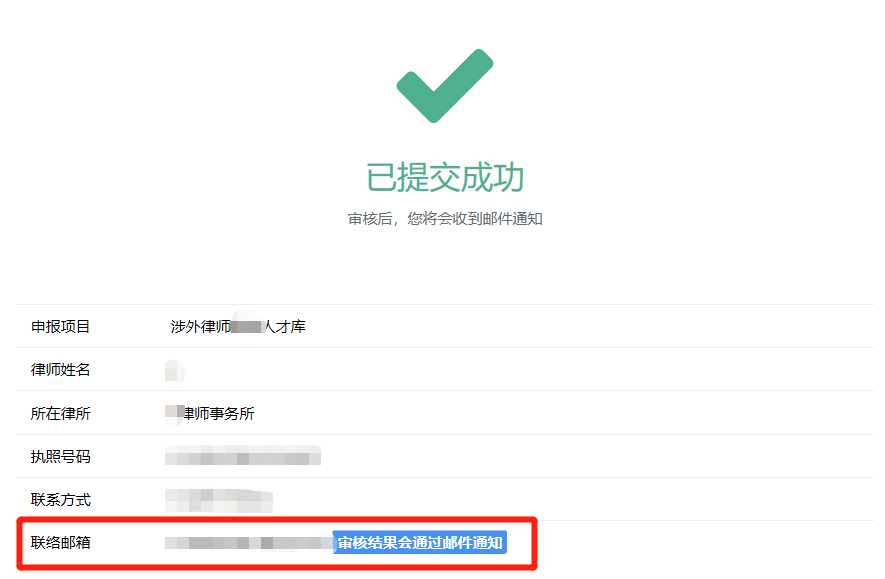 已提交成功
审核后，您将会收到邮件通知
申报项目 涉外律师 人才库
律师姓名
所在律所 律师事务所
执照号码
联系方式
联络邮箱 审核结果会通过邮件通知